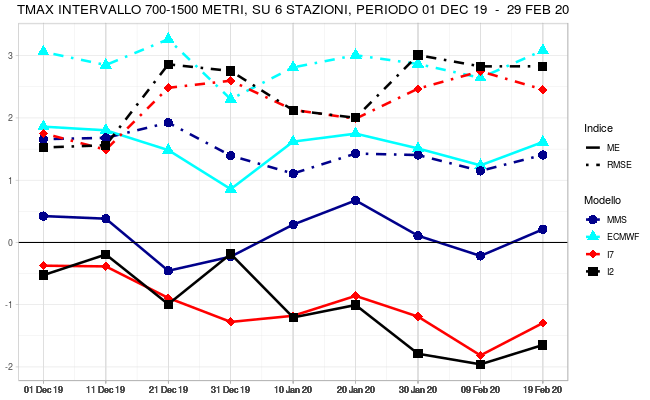 TMAX INTERVALLO 700-1500 METRI, SU 6 STAZIONI, PERIODO 01 DEC 19 - 29 FEB 20
3
2
1
0
-1
-2
01 Dec 19 11 Dec 19 21 Dec 19 31 Dec 19 10 Jan 20 20 Jan 20 30 Jan 20 09 Feb 20 19 Feb 20
Indice
ME
RMSE
Modello
MMS
ECMWF
I7
I2